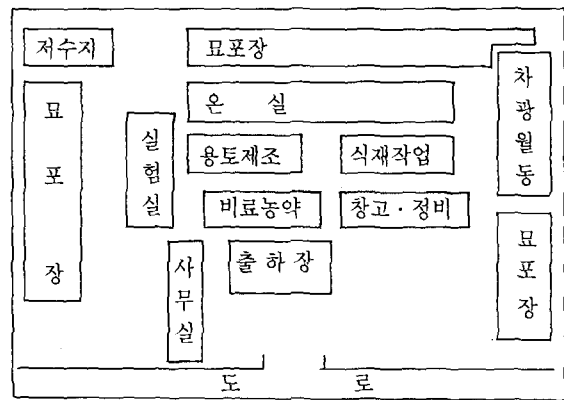 저수지
묘포장
묘포장
온 실
차광월동
실험실
용토제조
식재작업
비료농약
창고·정비
묘포장
사무실
출하장
도 로